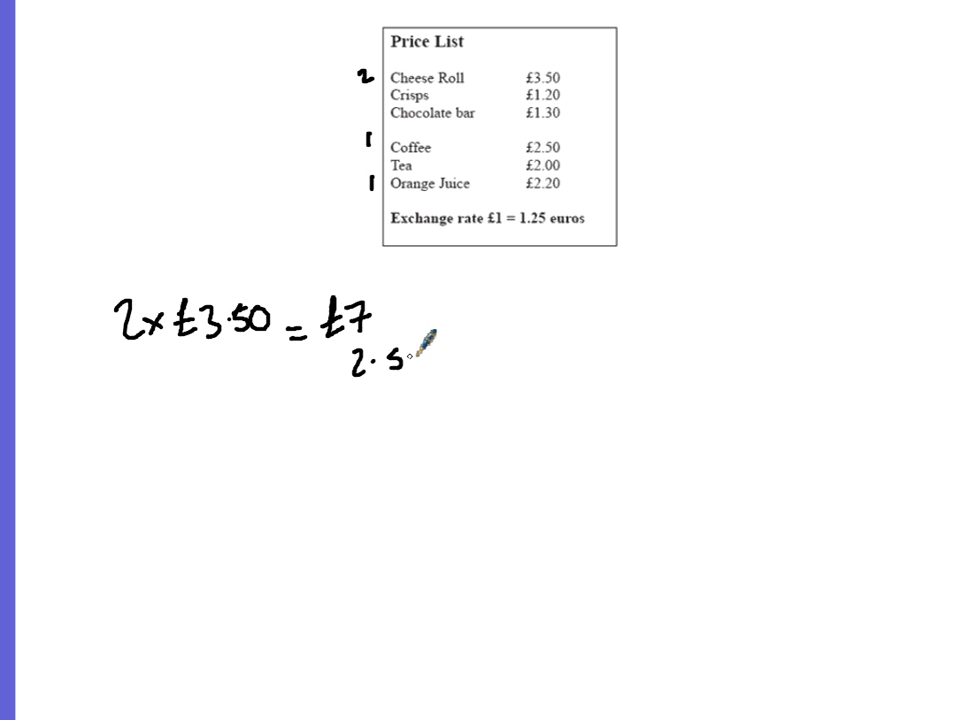 Price List
2 Cheese Roll £3.50
Crisps £1.20
Chocolate bar £1.30
1 Coffee £2.50
Tea £2.00
1 Orange Juice £2.20
Exchange rate £1 = 1.25 euros
2x £3.50 = £7
2.5